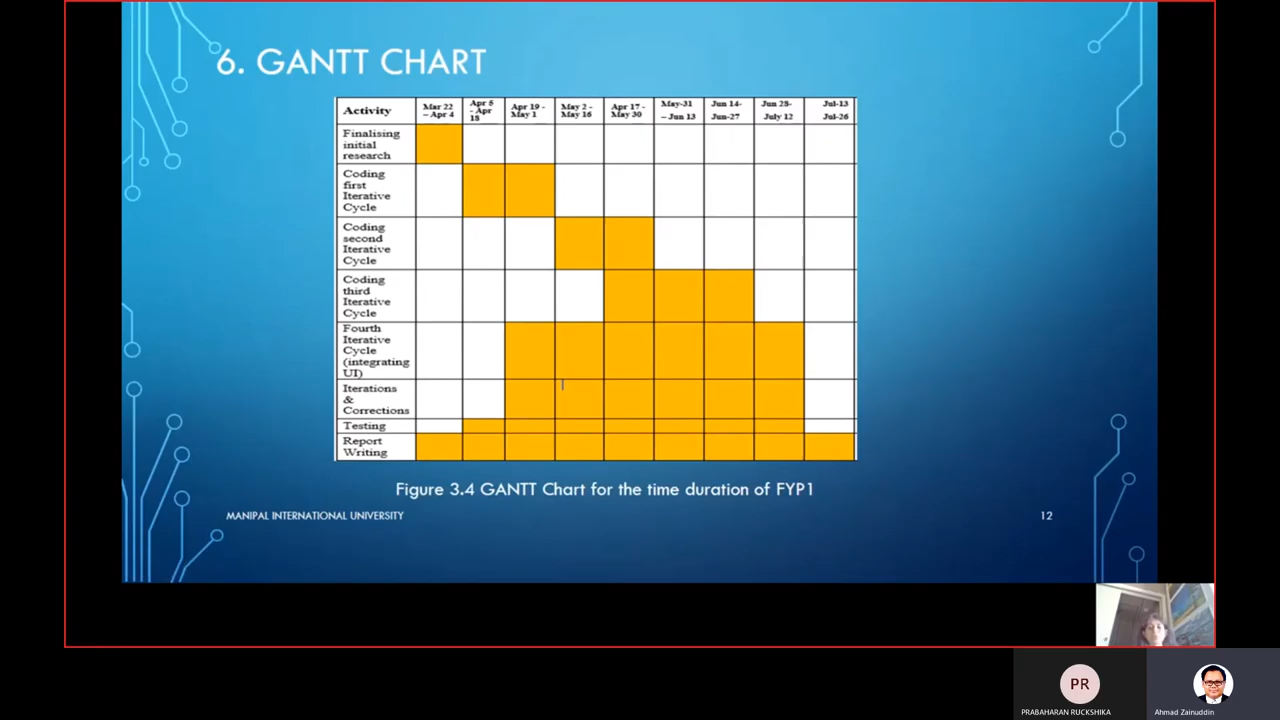 6. GANTT CHART
Activity
Mar 22
– Apr 4
Apr 5
- Apr
18
Apr 19 -
May 1
May 2 -
May 16
Apr 17 -
May 30
May-31
– Jun 13
Jun 14-
Jun-27
Jun 28-
July 12
Jul-13
Jul-26
Finalising
initial
research
Coding
first
Iterative
Cycle
Coding
second
Iterative
Cycle
Coding
third
Iterative
Cycle
Fourth
Iterative
Cycle
(integrating
UI)
Iterations
&
Corrections
Testing
Report
Writing
Figure 3.4 GANTT Chart for the time duration of FYP1
MANIPAL INTERNATIONAL UNIVERSITY
12
PR
PRABAHARAN RUCKSHIKA
Ahmad Zainuddin